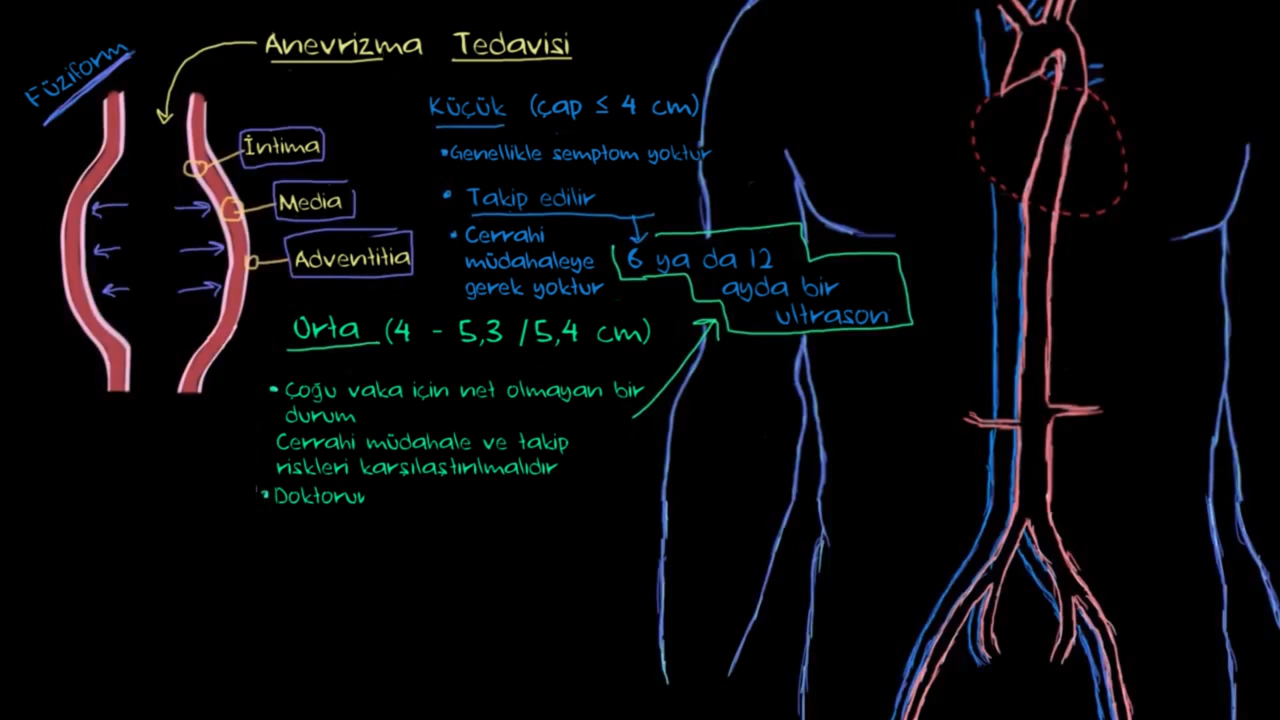 Füziform
Anevrizma Tedavisi
İntima
Media
Adventitia
Küçük (çap ≤ 4 cm)
• Genellikle semptom yoktur
• Takip edilir
• Cerrahi
müdahaleye
gerek yoktur
6 ya da 12
ayda bir
ultrason
Orta (4 - 5,3 / 5,4 cm)
• Çoğu vaka için net olmayan bir
durum
Cerrahi müdahale ve takip
riskleri karşılaştırılmalıdır
• Doktorun